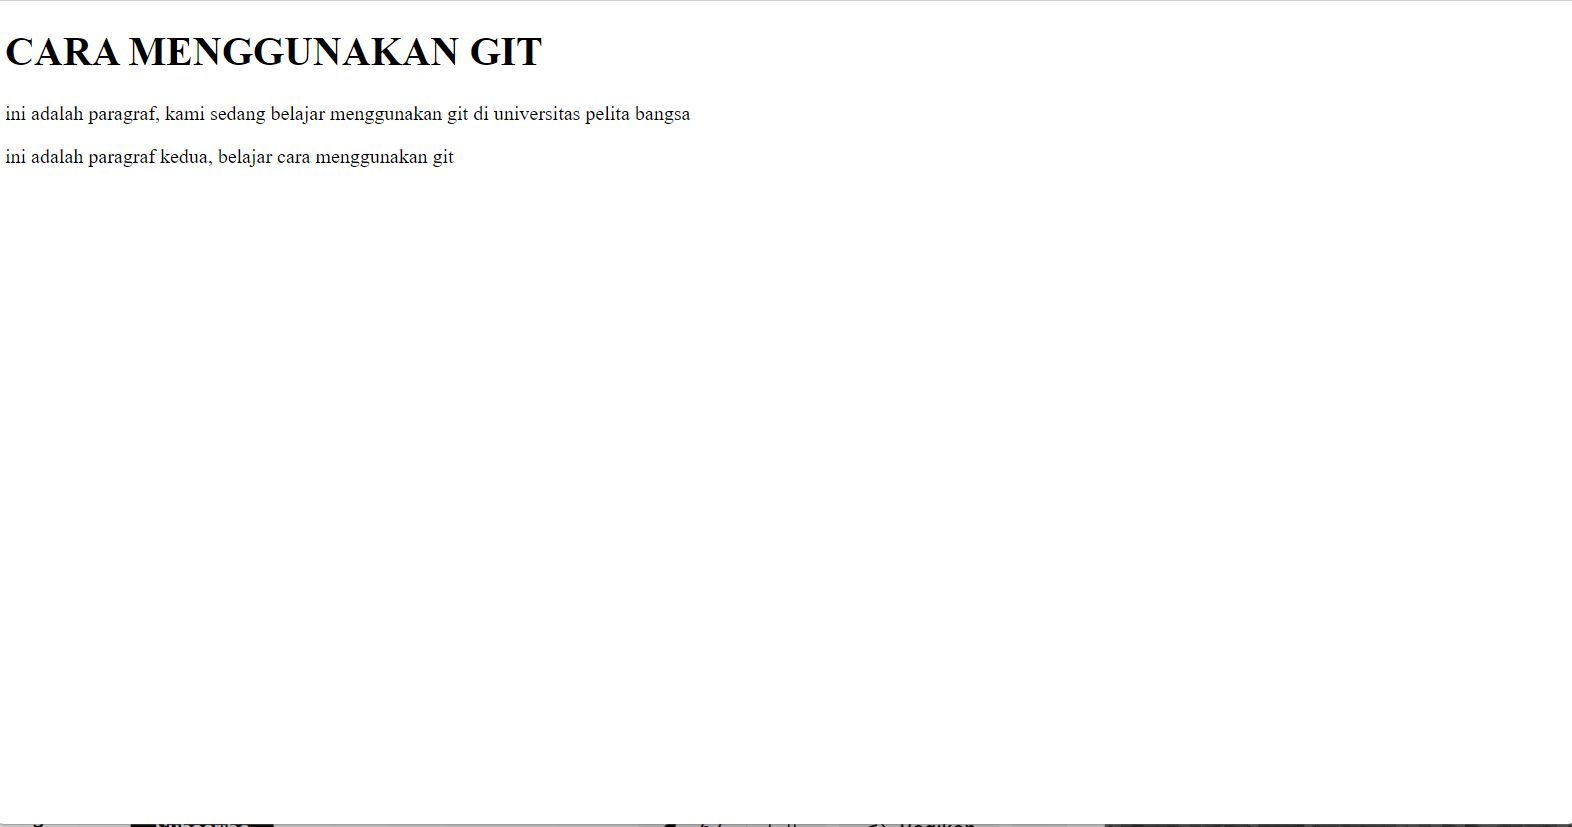 CARA MENGGUNAKAN GIT
ini adalah paragraf, kami sedang belajar menggunakan git di universitas pelita bangsa
ini adalah paragraf kedua, belajar cara menggunakan git